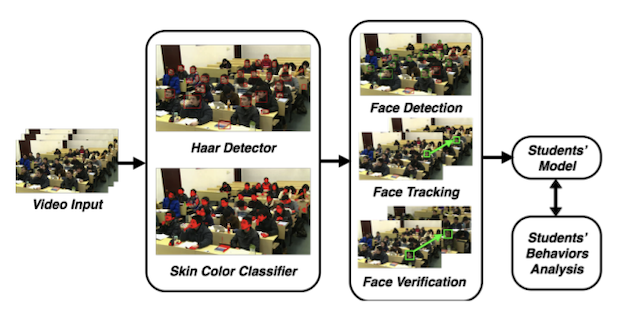 Video Input
Haar Detector
Skin Color Classifier
Face Detection
Face Tracking
Face Verification
Students'
Model
Students'
Behaviors
Analysis